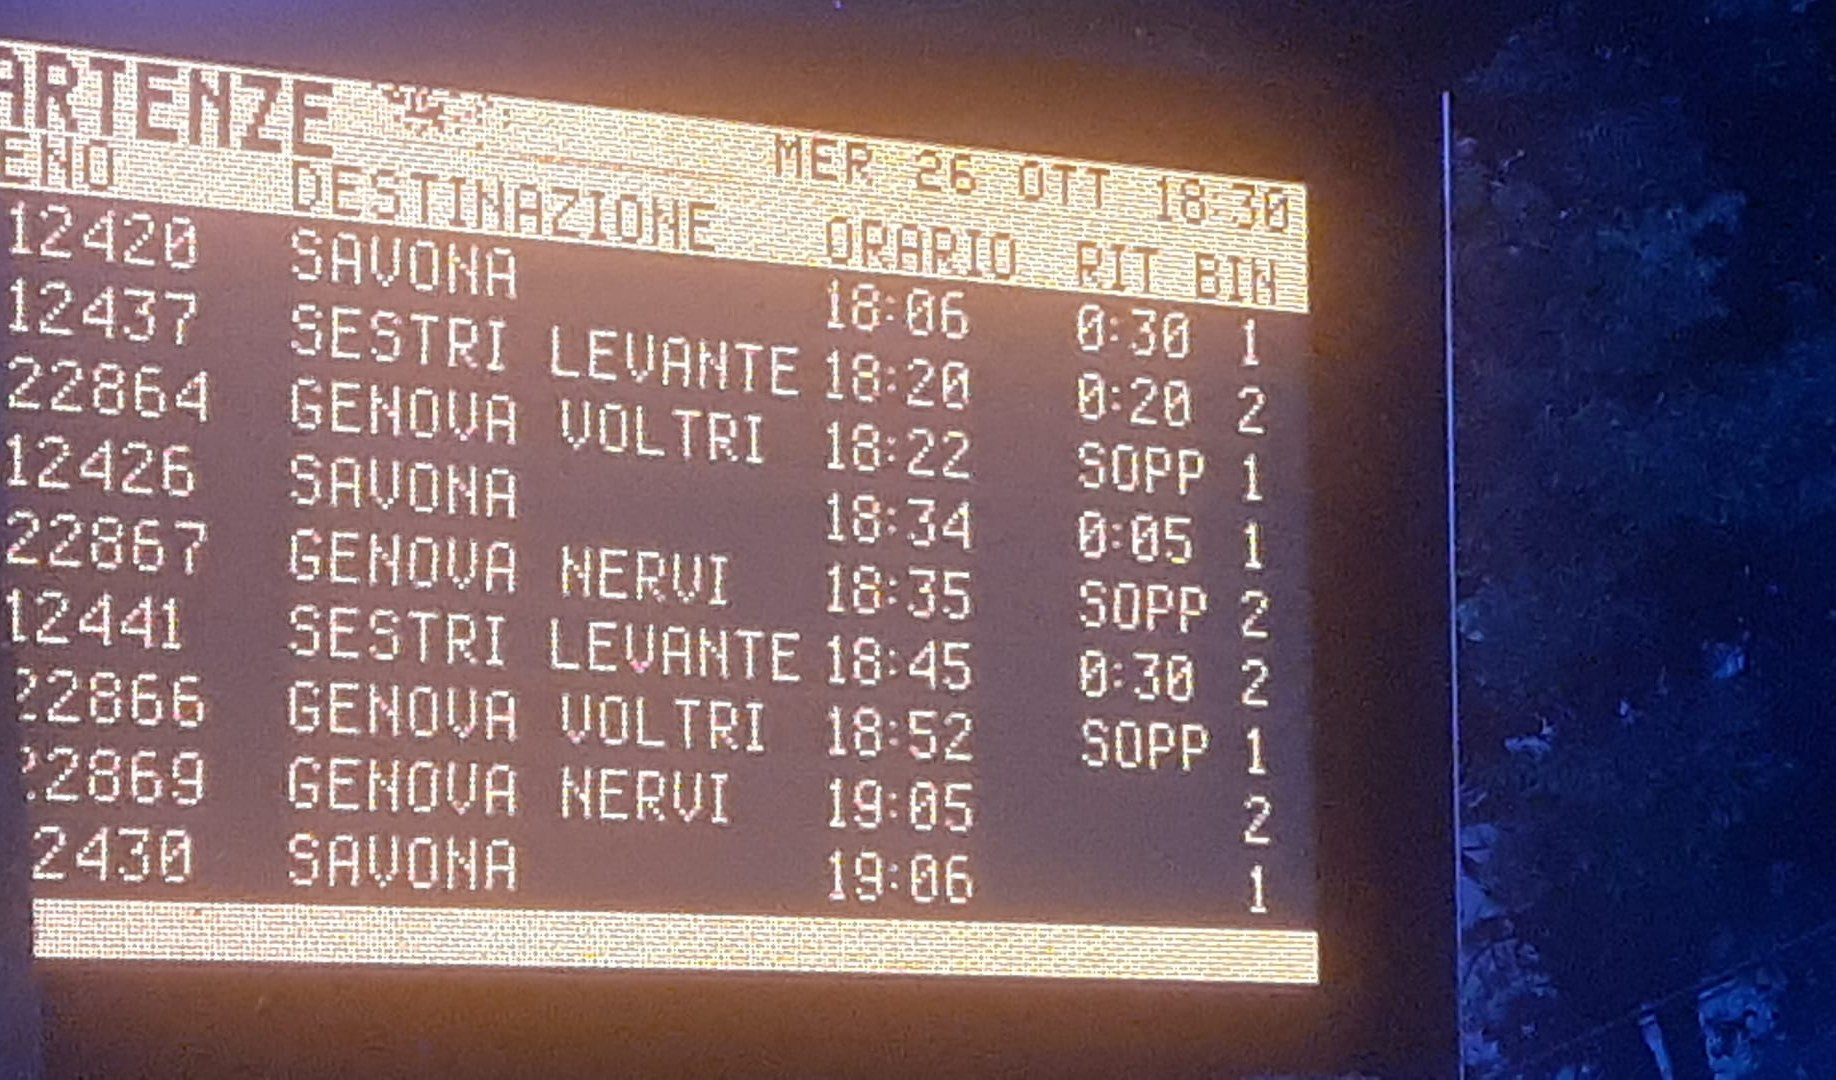 ARTENZE
MER 26 OTT 18:30
ENO DESTINAZIONE ORARIO RIT BIN
12420 SAVONA 18:06 0:30 1
12437 SESTRI LEVANTE 18:20 0:20 2
22864 GENOVA VOLTRI 18:22 SOPP 1
12426 SAVONA 18:34 0:05 1
22867 GENOVA NERVI 18:35 SOPP 2
12441 SESTRI LEVANTE 18:45 0:30 2
22866 GENOVA VOLTRI 18:52 SOPP 1
2869 GENOVA NERVI 19:05 2
2430 SAVONA 19:06 1